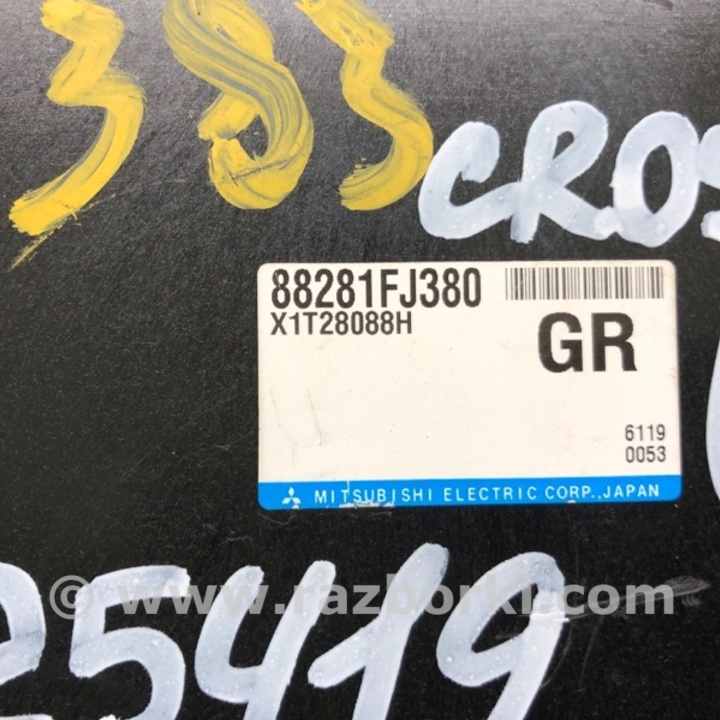 383
CROS
88281FJ380
X1T28088H
GR
6119
0053
MITSUBISHI ELECTRIC CORP.,JAPAN
25419
© www.razborki.com